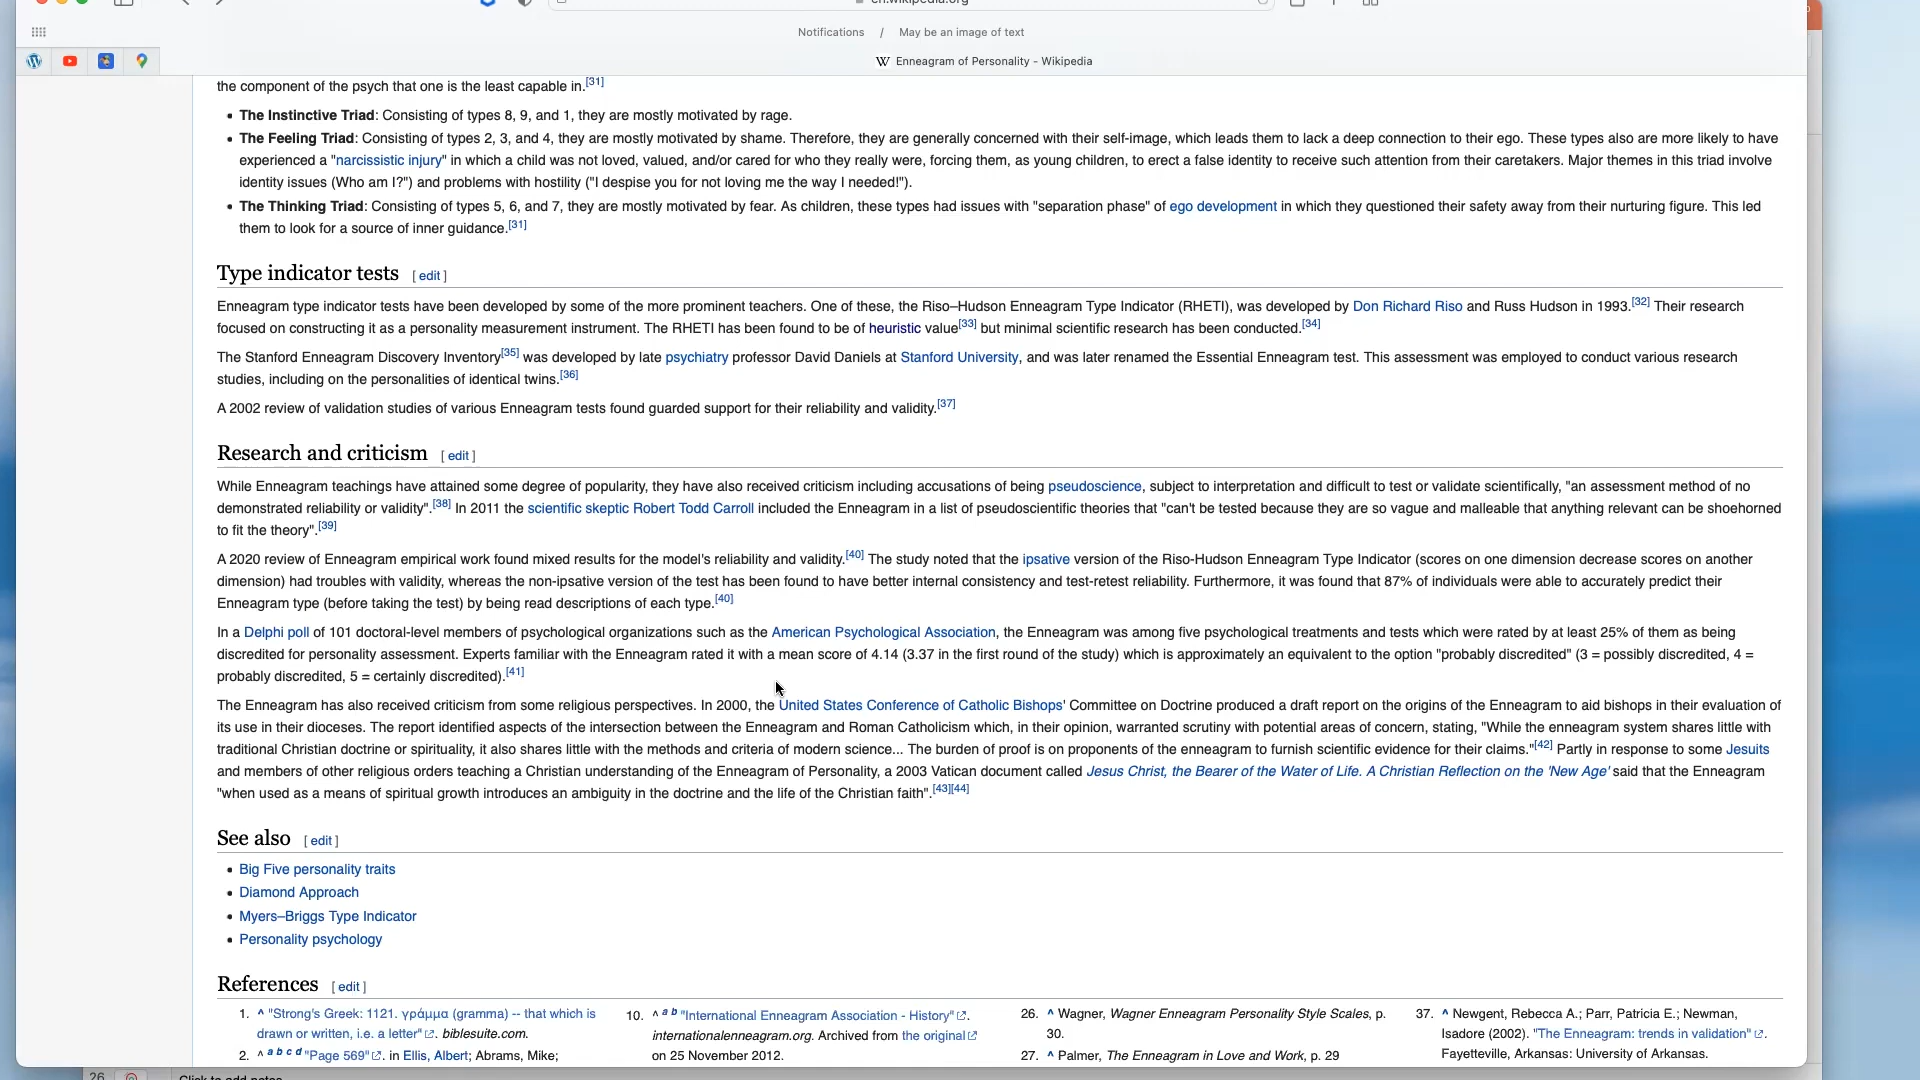 en.wikipedia.org
Notifications / May be an image of text
Enneagram of Personality - Wikipedia
the component of the psych that one is the least capable in.[31]
• The Instinctive Triad: Consisting of types 8, 9, and 1, they are mostly motivated by rage.
• The Feeling Triad: Consisting of types 2, 3, and 4, they are mostly motivated by shame. Therefore, they are generally concerned with their self-image, which leads them to lack a deep connection to their ego. These types also are more likely to have
experienced a "narcissistic injury" in which a child was not loved, valued, and/or cared for who they really were, forcing them, as young children, to erect a false identity to receive such attention from their caretakers. Major themes in this triad involve
identity issues (Who am I?") and problems with hostility ("I despise you for not loving me the way I needed!").
• The Thinking Triad: Consisting of types 5, 6, and 7, they are mostly motivated by fear. As children, these types had issues with "separation phase" of ego development in which they questioned their safety away from their nurturing figure. This led
them to look for a source of inner guidance.[31]
Type indicator tests [ edit ]
Enneagram type indicator tests have been developed by some of the more prominent teachers. One of these, the Riso–Hudson Enneagram Type Indicator (RHETI), was developed by Don Richard Riso and Russ Hudson in 1993.[32] Their research
focused on constructing it as a personality measurement instrument. The RHETI has been found to be of heuristic value[33] but minimal scientific research has been conducted.[34]
The Stanford Enneagram Discovery Inventory[35] was developed by late psychiatry professor David Daniels at Stanford University, and was later renamed the Essential Enneagram test. This assessment was employed to conduct various research
studies, including on the personalities of identical twins.[36]
A 2002 review of validation studies of various Enneagram tests found guarded support for their reliability and validity.[37]
Research and criticism [ edit ]
While Enneagram teachings have attained some degree of popularity, they have also received criticism including accusations of being pseudoscience, subject to interpretation and difficult to test or validate scientifically, "an assessment method of no
demonstrated reliability or validity".[38] In 2011 the scientific skeptic Robert Todd Carroll included the Enneagram in a list of pseudoscientific theories that "can't be tested because they are so vague and malleable that anything relevant can be shoehorned
to fit the theory".[39]
A 2020 review of Enneagram empirical work found mixed results for the model's reliability and validity.[40] The study noted that the ipsative version of the Riso-Hudson Enneagram Type Indicator (scores on one dimension decrease scores on another
dimension) had troubles with validity, whereas the non-ipsative version of the test has been found to have better internal consistency and test-retest reliability. Furthermore, it was found that 87% of individuals were able to accurately predict their
Enneagram type (before taking the test) by being read descriptions of each type.[40]
In a Delphi poll of 101 doctoral-level members of psychological organizations such as the American Psychological Association, the Enneagram was among five psychological treatments and tests which were rated by at least 25% of them as being
discredited for personality assessment. Experts familiar with the Enneagram rated it with a mean score of 4.14 (3.37 in the first round of the study) which is approximately an equivalent to the option "probably discredited" (3 = possibly discredited, 4 =
probably discredited, 5 = certainly discredited).[41]
The Enneagram has also received criticism from some religious perspectives. In 2000, the United States Conference of Catholic Bishops' Committee on Doctrine produced a draft report on the origins of the Enneagram to aid bishops in their evaluation of
its use in their dioceses. The report identified aspects of the intersection between the Enneagram and Roman Catholicism which, in their opinion, warranted scrutiny with potential areas of concern, stating, "While the enneagram system shares little with
traditional Christian doctrine or spirituality, it also shares little with the methods and criteria of modern science... The burden of proof is on proponents of the enneagram to furnish scientific evidence for their claims."[42] Partly in response to some Jesuits
and members of other religious orders teaching a Christian understanding of the Enneagram of Personality, a 2003 Vatican document called Jesus Christ, the Bearer of the Water of Life. A Christian Reflection on the 'New Age' said that the Enneagram
"when used as a means of spiritual growth introduces an ambiguity in the doctrine and the life of the Christian faith".[43][44]
See also [ edit ]
• Big Five personality traits
• Diamond Approach
• Myers–Briggs Type Indicator
• Personality psychology
References [ edit ]
1. ^ "Strong's Greek: 1121. γράμμα (gramma) -- that which is
drawn or written, i.e. a letter". biblesuite.com.
2. ^ a b c d "Page 569". in Ellis, Albert; Abrams, Mike;
10. ^ a b "International Enneagram Association - History".
internationalenneagram.org. Archived from the original
on 25 November 2012.
26. ^ Wagner, Wagner Enneagram Personality Style Scales, p.
30.
27. ^ Palmer, The Enneagram in Love and Work, p. 29
37. ^ Newgent, Rebecca A.; Parr, Patricia E.; Newman,
Isadore (2002). "The Enneagram: trends in validation".
Fayetteville, Arkansas: University of Arkansas.
26 Click to add notes